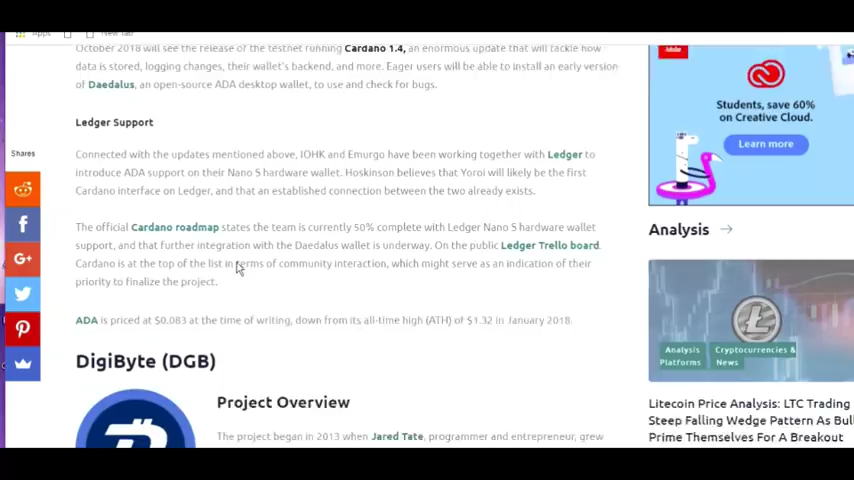 Apps
New Tab
October 2018 will see the release of the testnet running Cardano 1.4, an enormous update that will tackle how
data is stored, logging changes, their wallet's backend, and more. Eager users will be able to install an early version
of Daedalus, an open-source ADA desktop wallet, to use and check for bugs.
Ledger Support
Connected with the updates mentioned above, IOHK and Emurgo have been working together with Ledger to
introduce ADA support on their Nano S hardware wallet. Hoskinson believes that Yoroi will likely be the first
Cardano interface on Ledger, and that an established connection between the two already exists.
The official Cardano roadmap states the team is currently 50% complete with Ledger Nano S hardware wallet
support, and that further integration with the Daedalus wallet is underway. On the public Ledger Trello board.
Cardano is at the top of the list in terms of community interaction, which might serve as an indication of their
priority to finalize the project.
ADA is priced at $0.083 at the time of writing, down from its all-time high (ATH) of $1.32 in January 2018.
DigiByte (DGB)
Project Overview
The project began in 2013 when Jared Tate, programmer and entrepreneur, grew
Shares
G+
Adobe
Students, save 60%
on Creative Cloud.
Learn more
Analysis
Analysis
Cryptocurrencies &
Platforms
News
Litecoin Price Analysis: LTC Trading
Steep Falling Wedge Pattern As Bul
Prime Themselves For A Breakout